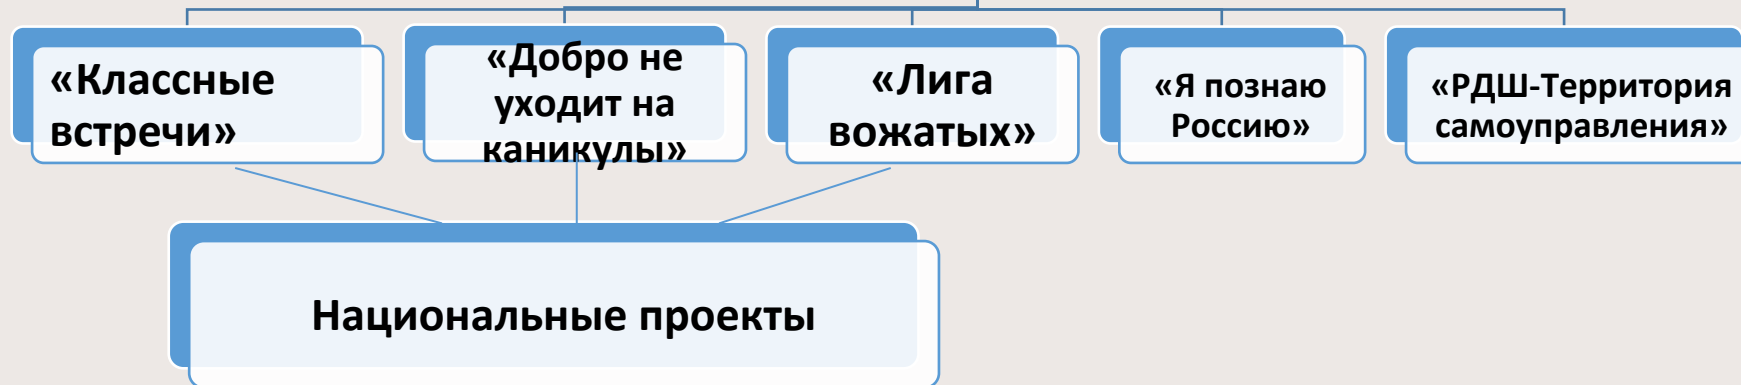 «Классные
встречи»
«Добро не
уходит на
каникулы»
«Лига
вожатых»
«Я познаю
Россию»
«РДШ-Территория
самоуправления»
Национальные проекты